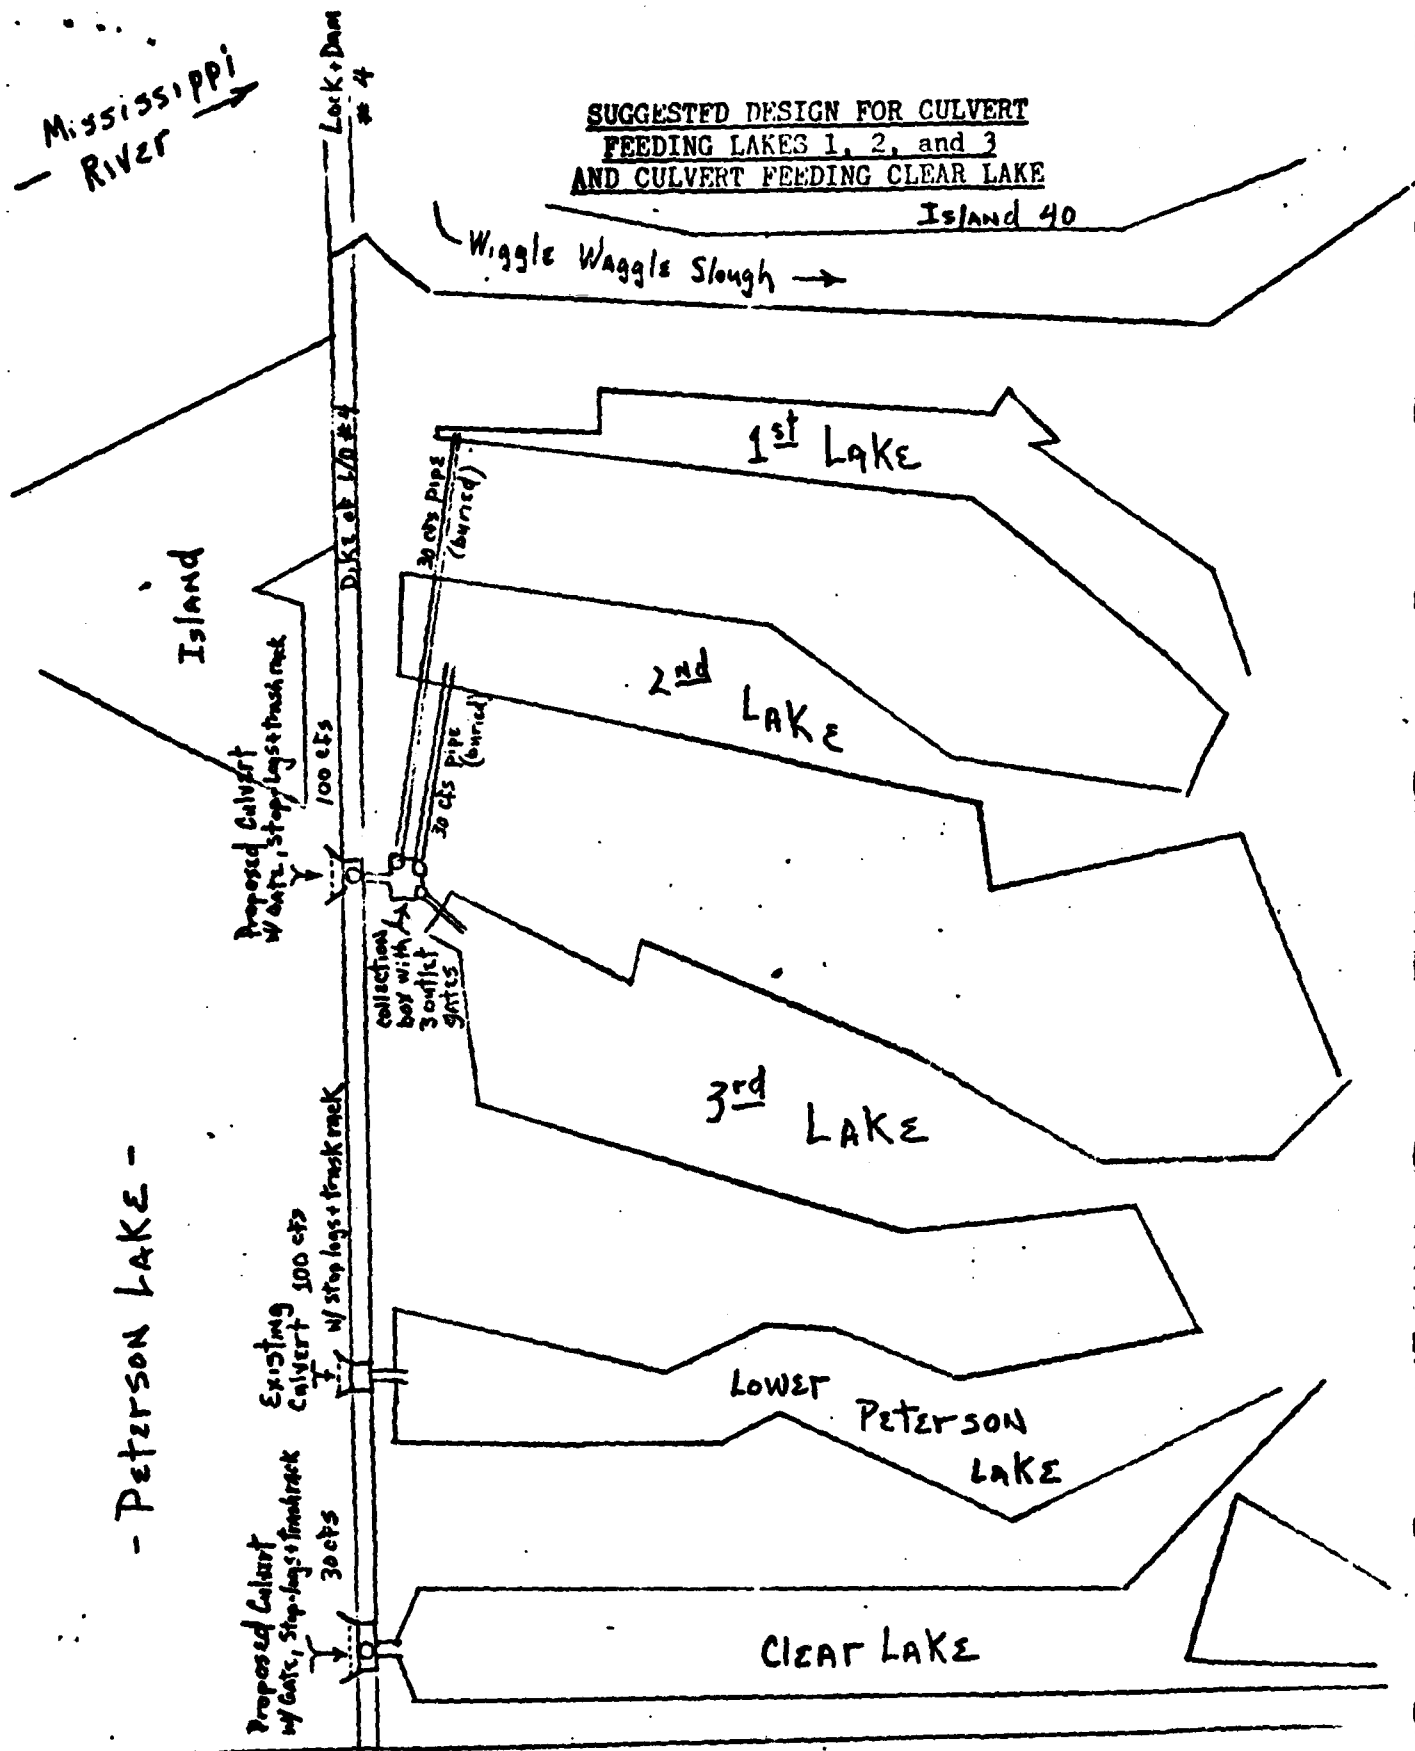 Mississippi
River
Lock + Dam
# 4
SUGGESTED DESIGN FOR CULVERT
FEEDING LAKES 1, 2, and 3
AND CULVERT FEEDING CLEAR LAKE
Island 40
Wiggle Waggle Slough
Dike of L/D #4
Island
1st Lake
30 cfs pipe
(buried)
2nd
Lake
30 cfs pipe
(buried)
Proposed Culvert
w/ Gate, Stop-logs + trash rack
100 cfs
collection
box with
3 outlet
gates
3rd
Lake
- Peterson Lake -
Existing
Culvert 100 cfs
w/ stop logs + trash rack
Lower
Peterson
Lake
Proposed Culvert
w/ Gate, Stop-logs + trash rack
30 cfs
Clear Lake